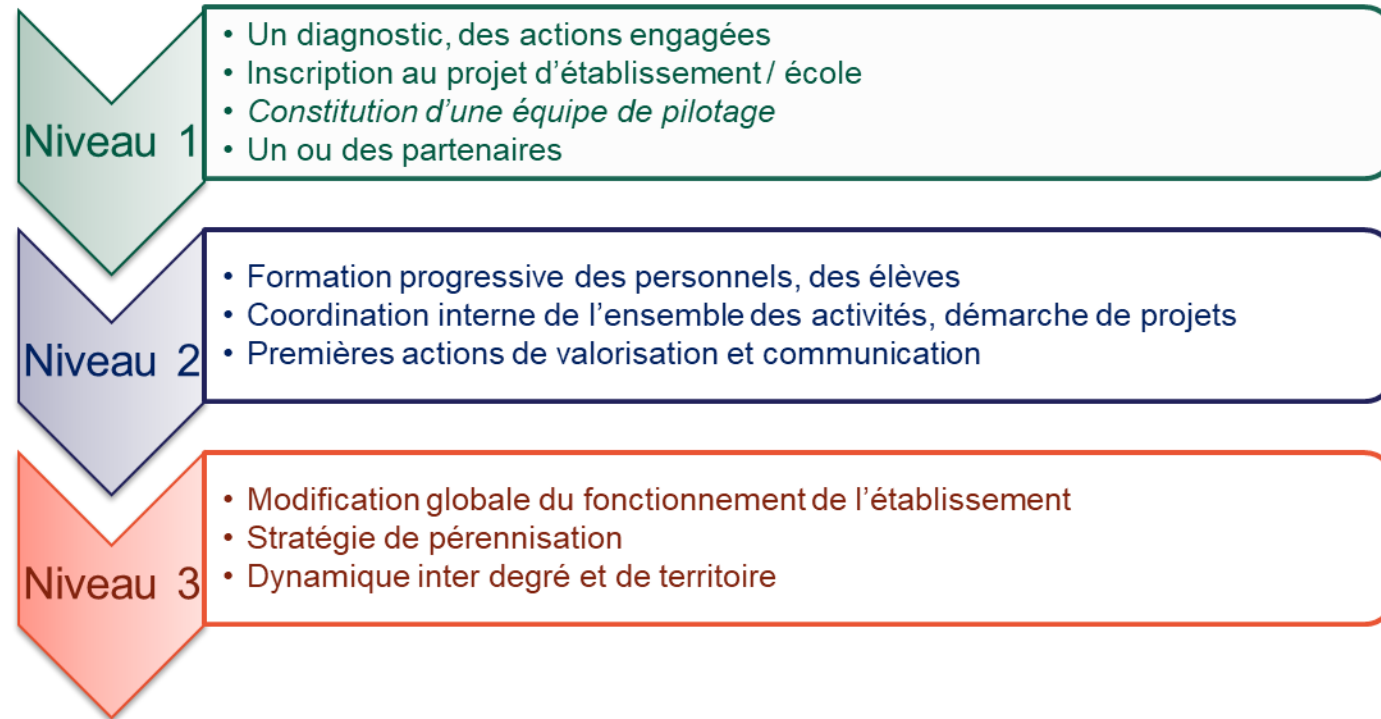 Niveau 1
• Un diagnostic, des actions engagées
• Inscription au projet d’établissement / école
• Constitution d’une équipe de pilotage
• Un ou des partenaires
Niveau 2
• Formation progressive des personnels, des élèves
• Coordination interne de l’ensemble des activités, démarche de projets
• Premières actions de valorisation et communication
Niveau 3
• Modification globale du fonctionnement de l’établissement
• Stratégie de pérennisation
• Dynamique inter degré et de territoire